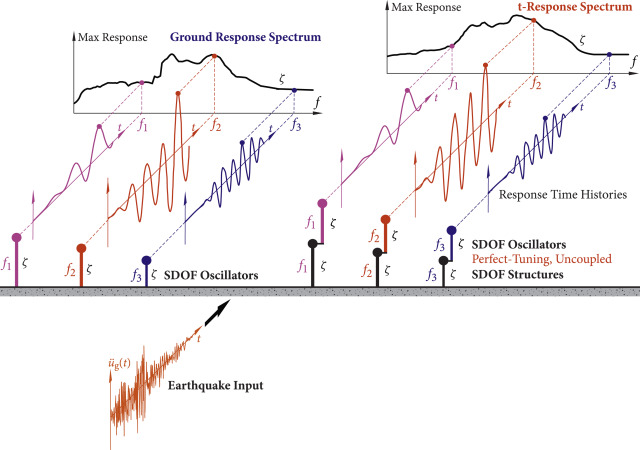 Max Response
Ground Response Spectrum
ζ
f
f1
f2
f3
t
t
t
f1
ζ
f2
ζ
f3
ζ
SDOF Oscillators
Max Response
t-Response Spectrum
ζ
f
f1
f2
f3
t
t
t
Response Time Histories
f1
ζ
f1
ζ
f2
ζ
f2
ζ
f3
ζ
f3
ζ
SDOF Oscillators
Perfect-Tuning, Uncoupled
SDOF Structures
üg(t)
t
Earthquake Input